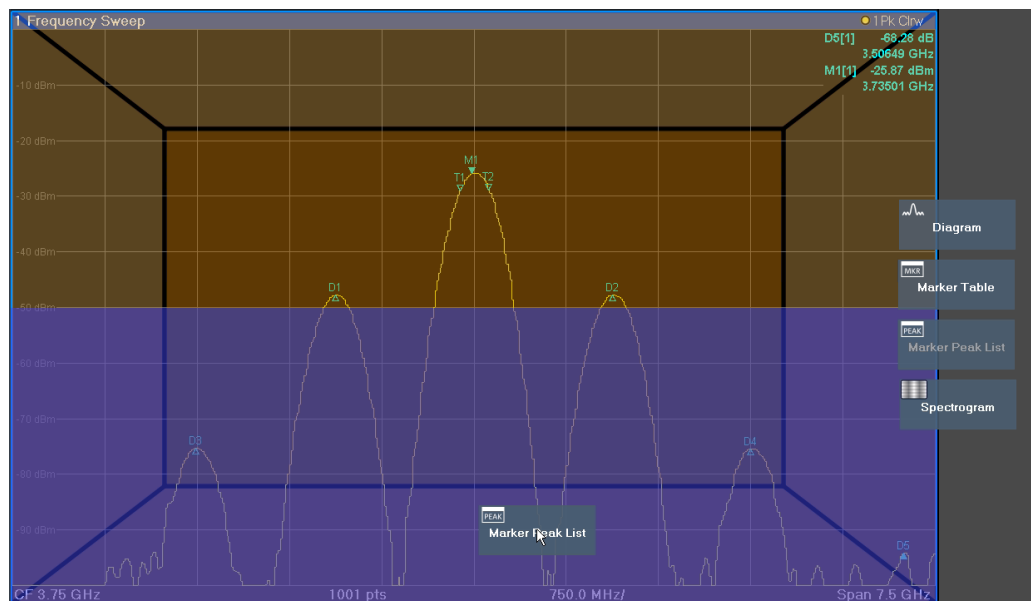 1 Frequency Sweep
1Pk Clrw
D5[1] -68.28 dB
3.50649 GHz
M1[1] -25.87 dBm
3.73501 GHz
-10 dBm
-20 dBm
-30 dBm
-40 dBm
-50 dBm
-60 dBm
-70 dBm
-80 dBm
-90 dBm
M1
T1 T2
D1
D2
D3
D4
D5
Diagram
MKR
Marker Table
PEAK
Marker Peak List
Spectrogram
PEAK
Marker Peak List
CF 3.75 GHz 1001 pts 750.0 MHz/ Span 7.5 GHz